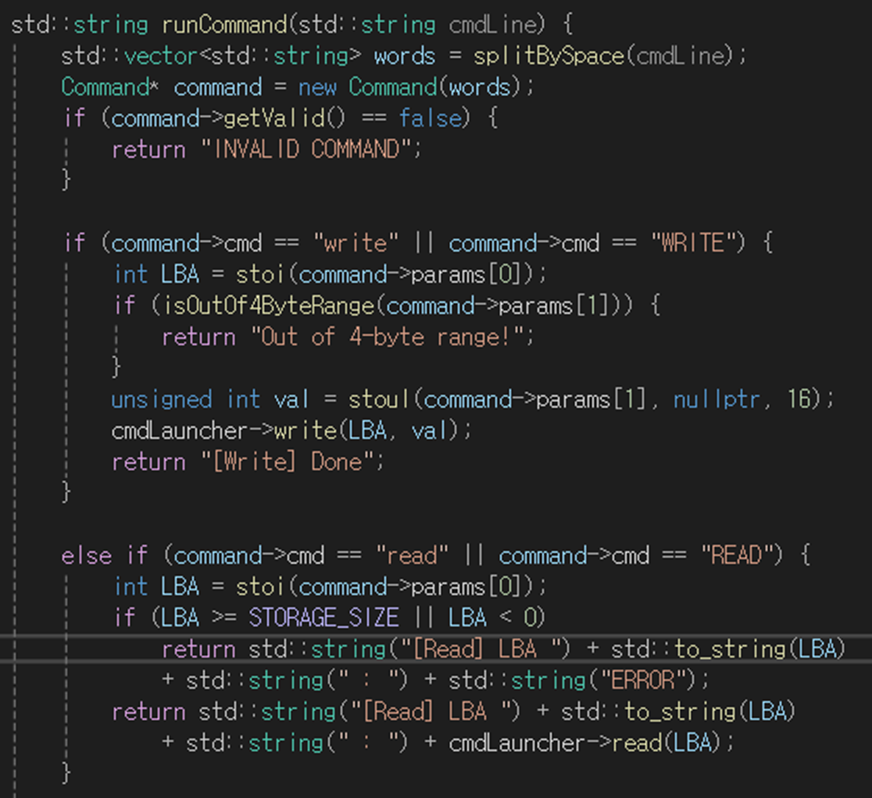 std::string runCommand(std::string cmdLine) {
    std::vector<std::string> words = splitBySpace(cmdLine);
    Command* command = new Command(words);
    if (command->getValid() == false) {
        return "INVALID COMMAND";
    }

    if (command->cmd == "write" || command->cmd == "WRITE") {
        int LBA = stoi(command->params[0]);
        if (isOutOf4ByteRange(command->params[1])) {
            return "Out of 4-byte range!";
        }
        unsigned int val = stoul(command->params[1], nullptr, 16);
        cmdLauncher->write(LBA, val);
        return "[Write] Done";
    }

    else if (command->cmd == "read" || command->cmd == "READ") {
        int LBA = stoi(command->params[0]);
        if (LBA >= STORAGE_SIZE || LBA < 0)
            return std::string("[Read] LBA ") + std::to_string(LBA)
            + std::string(" : ") + std::string("ERROR");
        return std::string("[Read] LBA ") + std::to_string(LBA)
            + std::string(" : ") + cmdLauncher->read(LBA);
    }